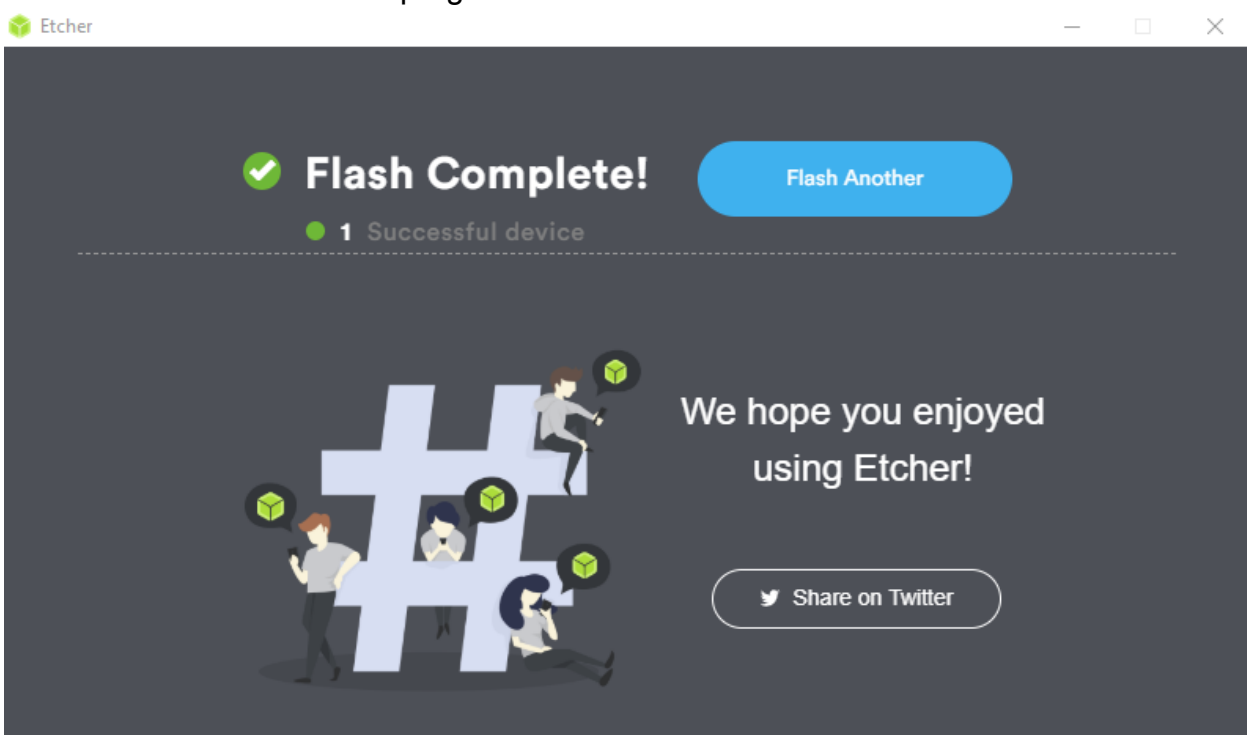 Etcher
Flash Complete!
Flash Another
1 Successful device
We hope you enjoyed
using Etcher!
Share on Twitter